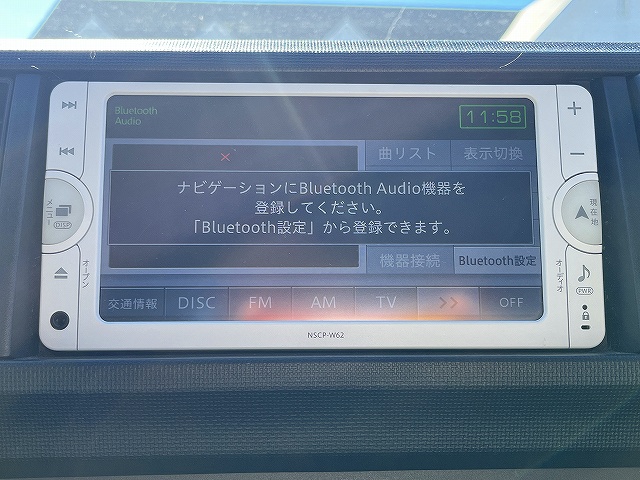 Bluetooth
Audio
11:58
曲リスト 表示切換
ナビゲーションにBluetooth Audio機器を
登録してください。
「Bluetooth設定」から登録できます。
機器接続 Bluetooth設定
交通情報 DISC FM AM TV >> OFF
メニュー
DISP
オープン
現在地
オーディオ
PWR
NSCP-W62